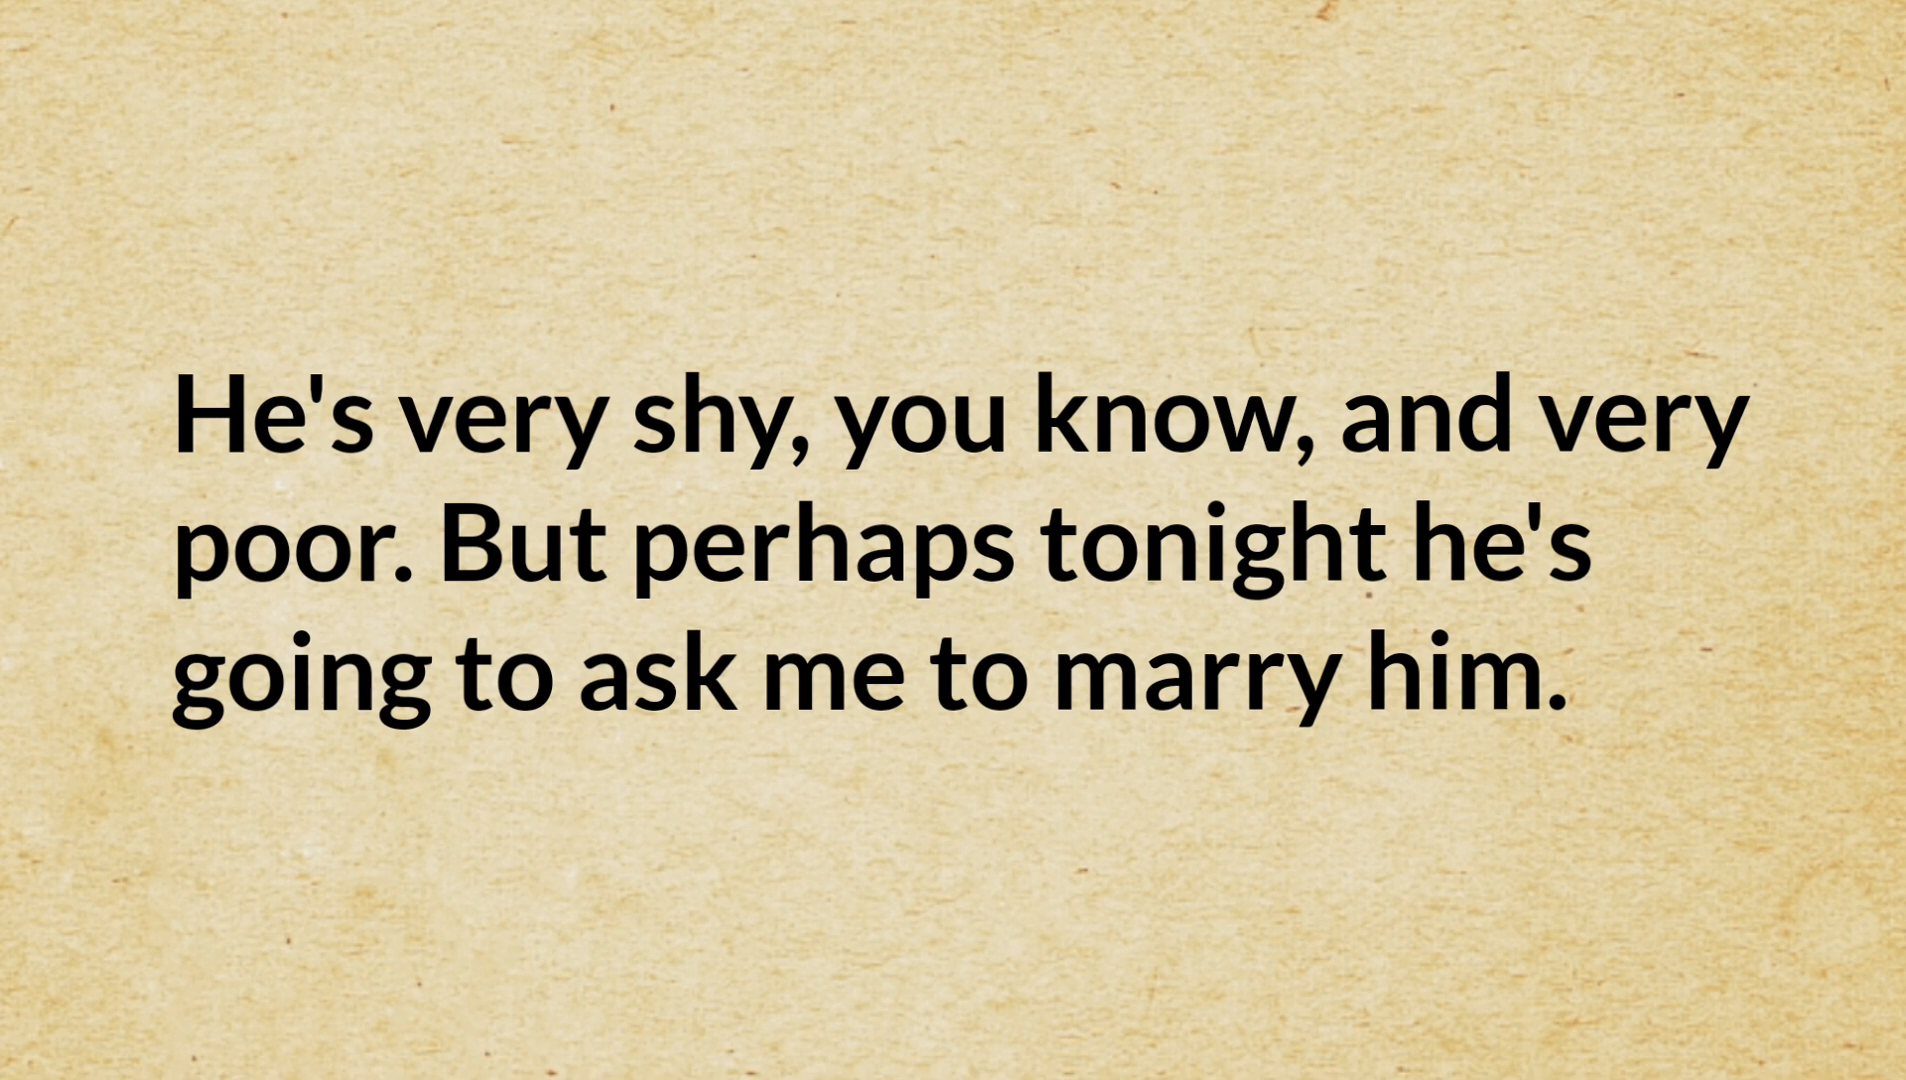 He's very shy, you know, and very
poor. But perhaps tonight he's
going to ask me to marry him.